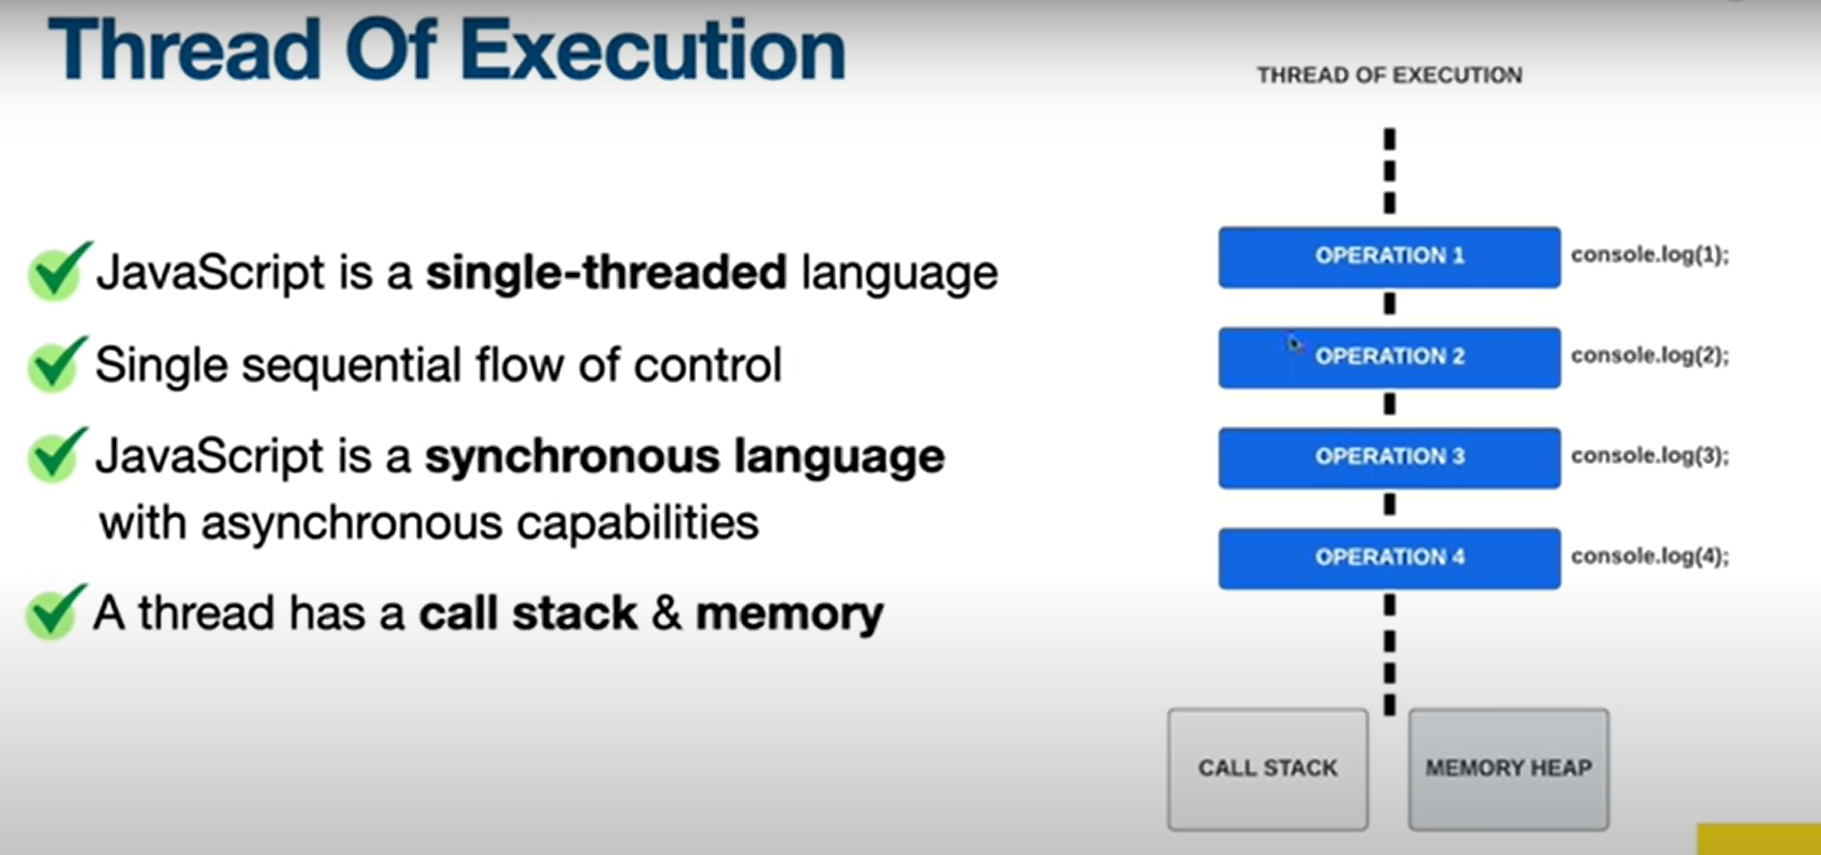 Thread Of Execution
JavaScript is a single-threaded language
Single sequential flow of control
JavaScript is a synchronous language
with asynchronous capabilities
A thread has a call stack & memory
THREAD OF EXECUTION
OPERATION 1 console.log(1);
OPERATION 2 console.log(2);
OPERATION 3 console.log(3);
OPERATION 4 console.log(4);
CALL STACK MEMORY HEAP